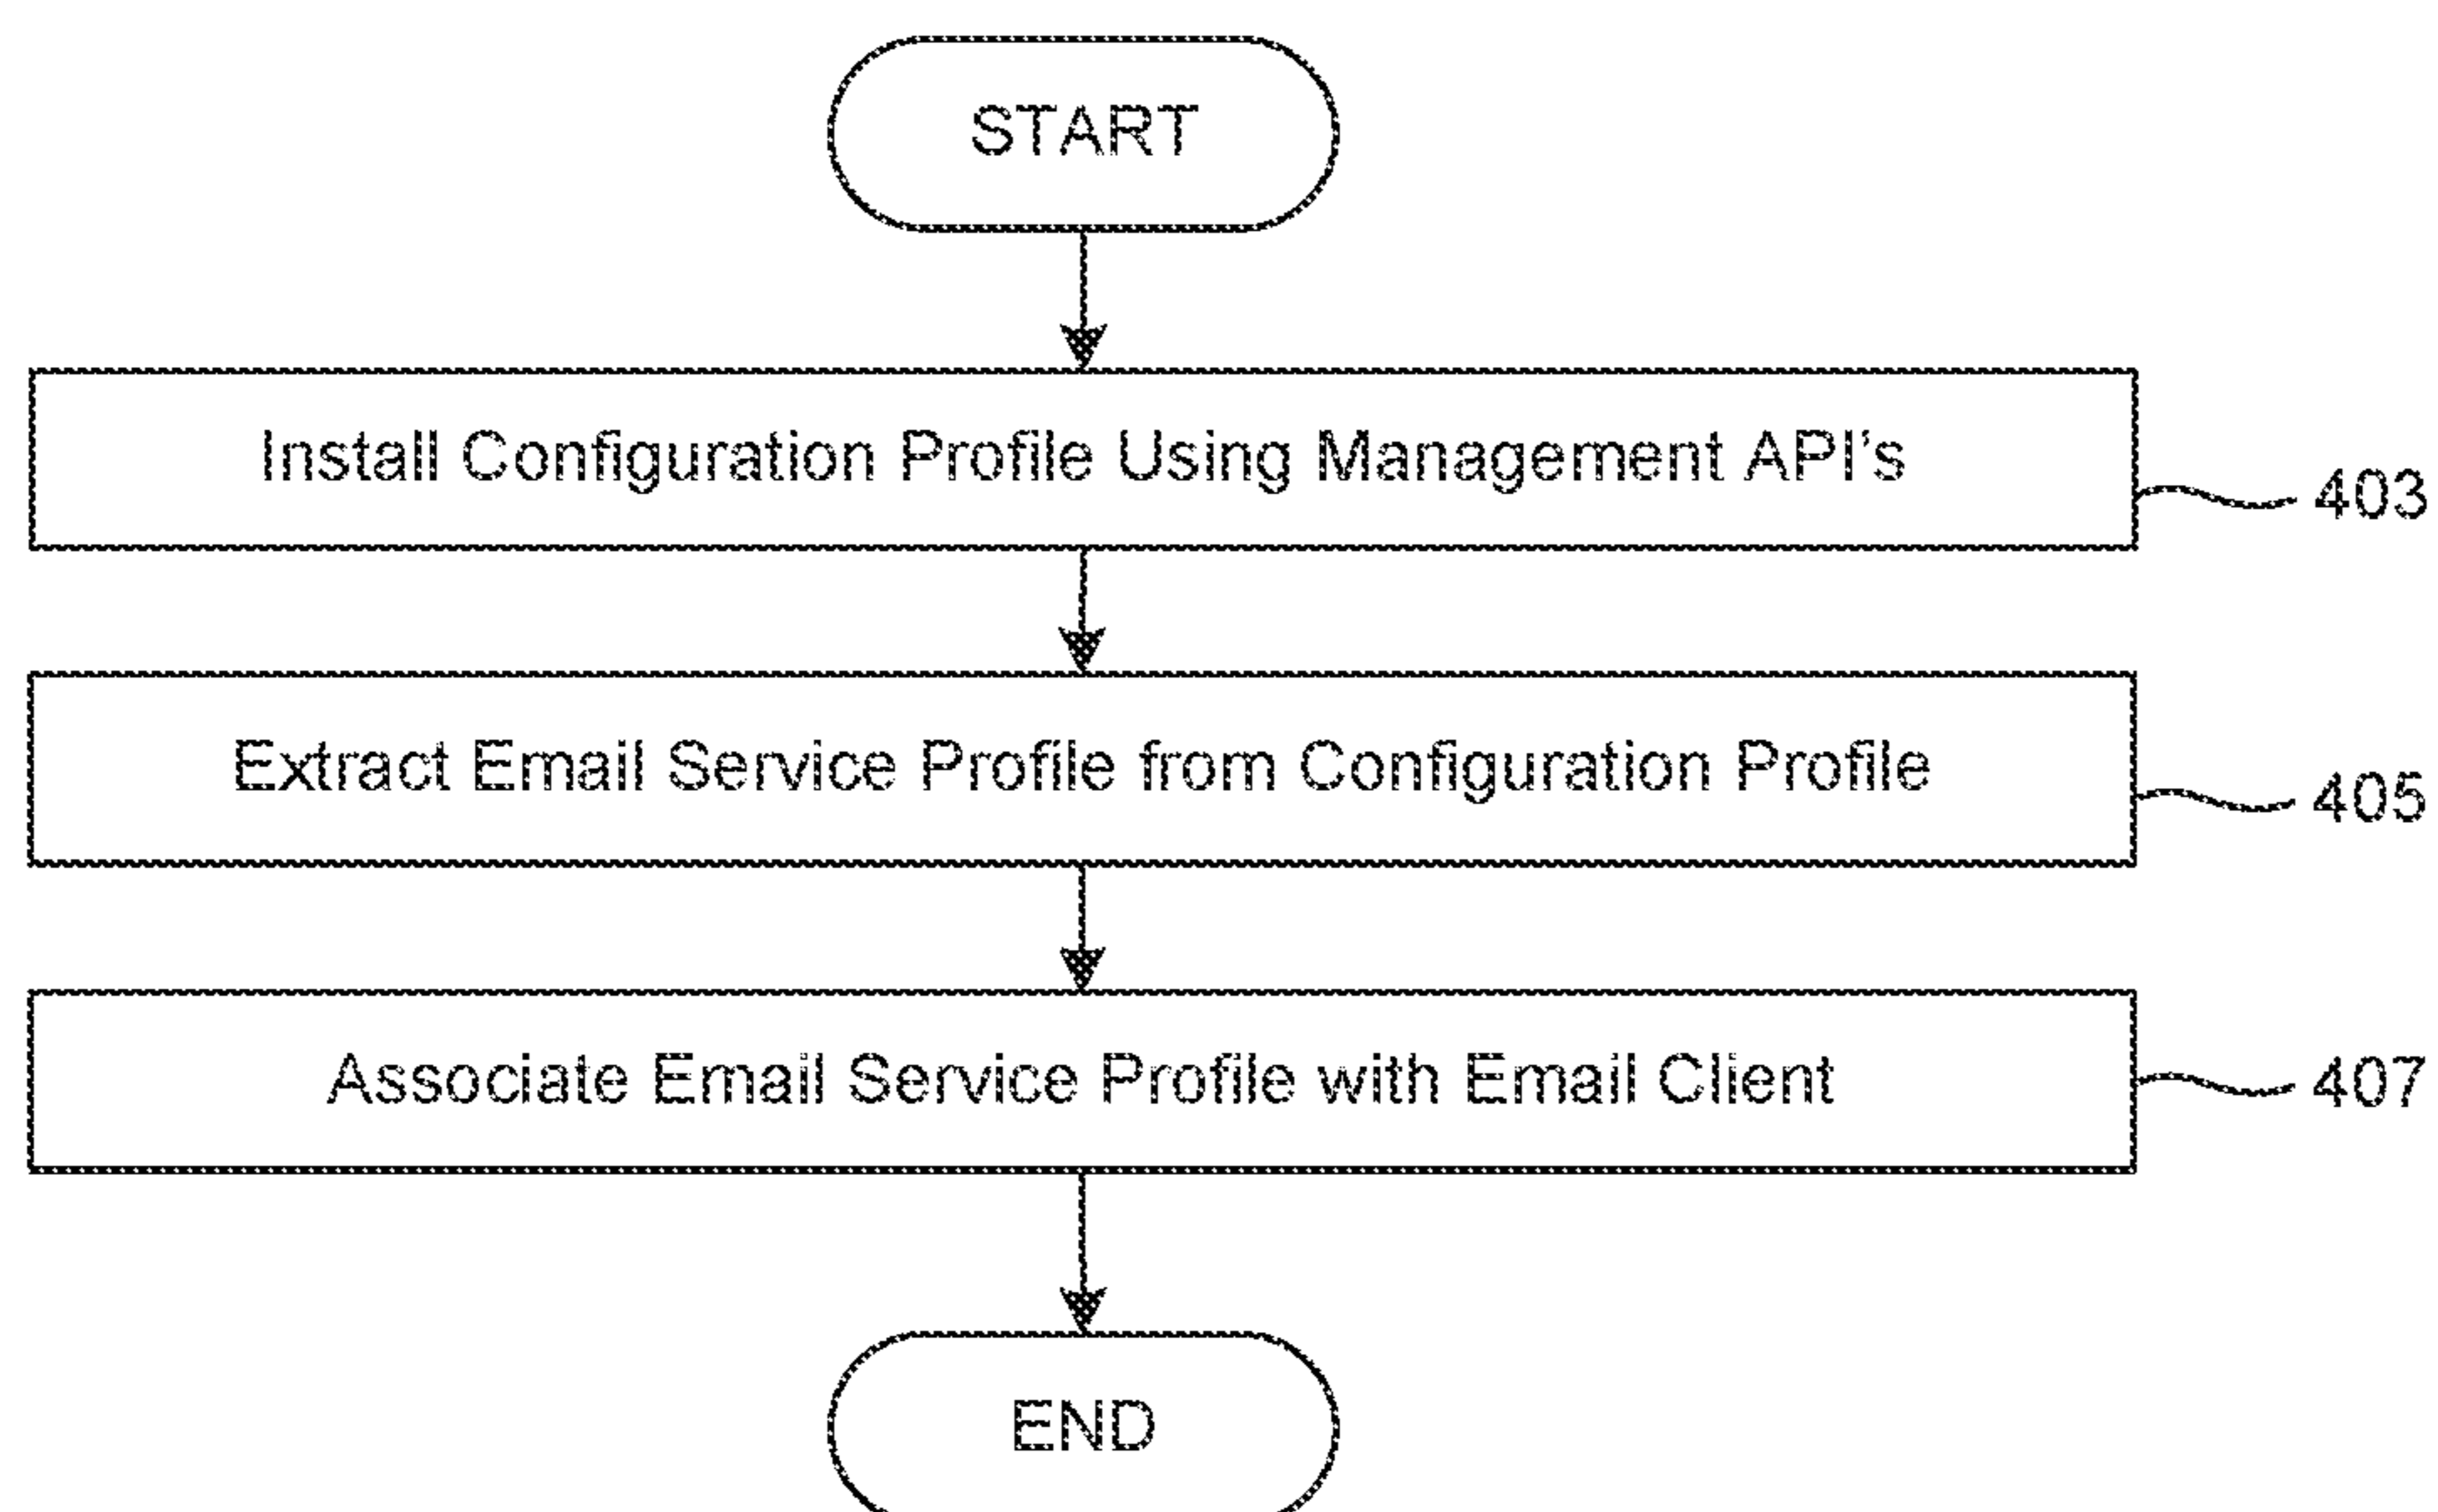 START
Install Configuration Profile Using Management API's
403
Extract Email Service Profile from Configuration Profile
405
Associate Email Service Profile with Email Client
407
END